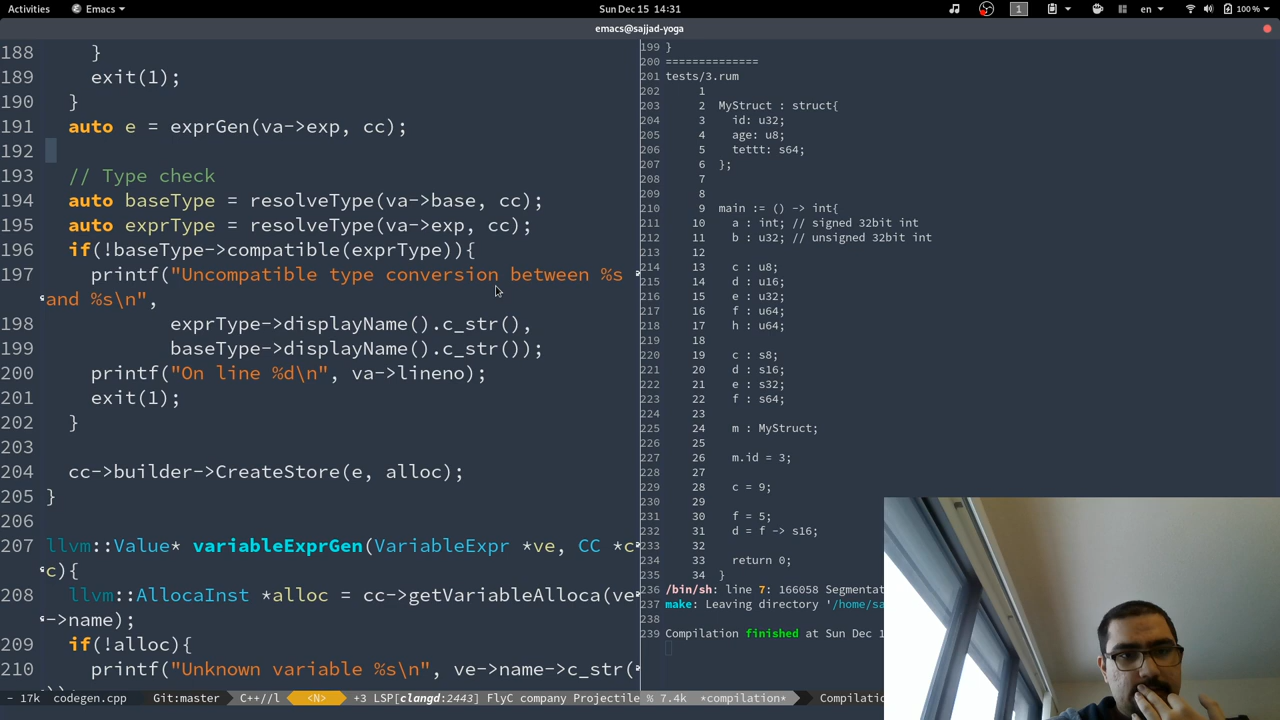 Activities Emacs Sun Dec 15 14:31 1 en 100 %
emacs@sajjad-yoga
188 }
189 exit(1);
190 }
191 auto e = exprGen(va->exp, cc);
192
193 // Type check
194 auto baseType = resolveType(va->base, cc);
195 auto exprType = resolveType(va->exp, cc);
196 if(!baseType->compatible(exprType)){
197 printf("Uncompatible type conversion between %s
and %s\n",
198 exprType->displayName().c_str(),
199 baseType->displayName().c_str());
200 printf("On line %d\n", va->lineno);
201 exit(1);
202 }
203
204 cc->builder->CreateStore(e, alloc);
205 }
206
207 llvm::Value* variableExprGen(VariableExpr *ve, CC *c
c){
208 llvm::AllocaInst *alloc = cc->getVariableAlloca(ve
->name);
209 if(!alloc){
210 printf("Unknown variable %s\n", ve->name->c_str(
- 17k codegen.cpp Git:master C++//l <N> +3 LSP[clangd:2443] FlyC company Projectile
199 }
200 ==============
201 tests/3.rum
202 1
203 2 MyStruct : struct{
204 3 id: u32;
205 4 age: u8;
206 5 tettt: s64;
207 6 };
208 7
209 8
210 9 main := () -> int{
211 10 a : int; // signed 32bit int
212 11 b : u32; // unsigned 32bit int
213 12
214 13 c : u8;
215 14 d : u16;
216 15 e : u32;
217 16 f : u64;
218 17 h : u64;
219 18
220 19 c : s8;
221 20 d : s16;
222 21 e : s32;
223 22 f : s64;
224 23
225 24 m : MyStruct;
226 25
227 26 m.id = 3;
228 27
229 28 c = 9;
230 29
231 30 f = 5;
232 31 d = f -> s16;
233 32
234 33 return 0;
235 34 }
236 /bin/sh: line 7: 166058 Segmentat
237 make: Leaving directory '/home/sa
238
239 Compilation finished at Sun Dec 1
% 7.4k *compilation* Compilatio